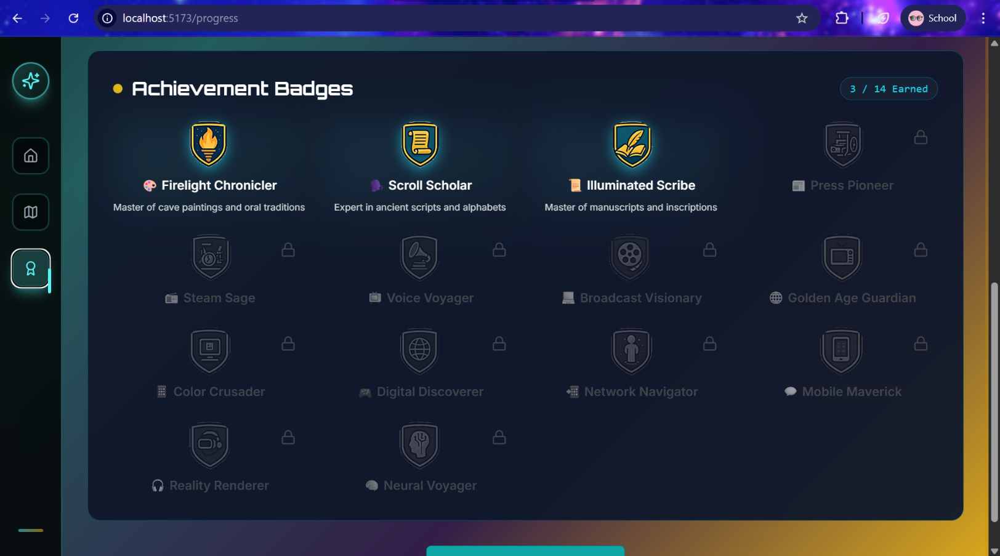 localhost:5173/progress
School
Achievement Badges
3 / 14 Earned
Firelight Chronicler
Scroll Scholar
Illuminated Scribe
Press Pioneer
Master of cave paintings and oral traditions
Expert in ancient scripts and alphabets
Master of manuscripts and inscriptions
Steam Sage
Voice Voyager
Broadcast Visionary
Golden Age Guardian
Color Crusader
Digital Discoverer
Network Navigator
Mobile Maverick
Reality Renderer
Neural Voyager